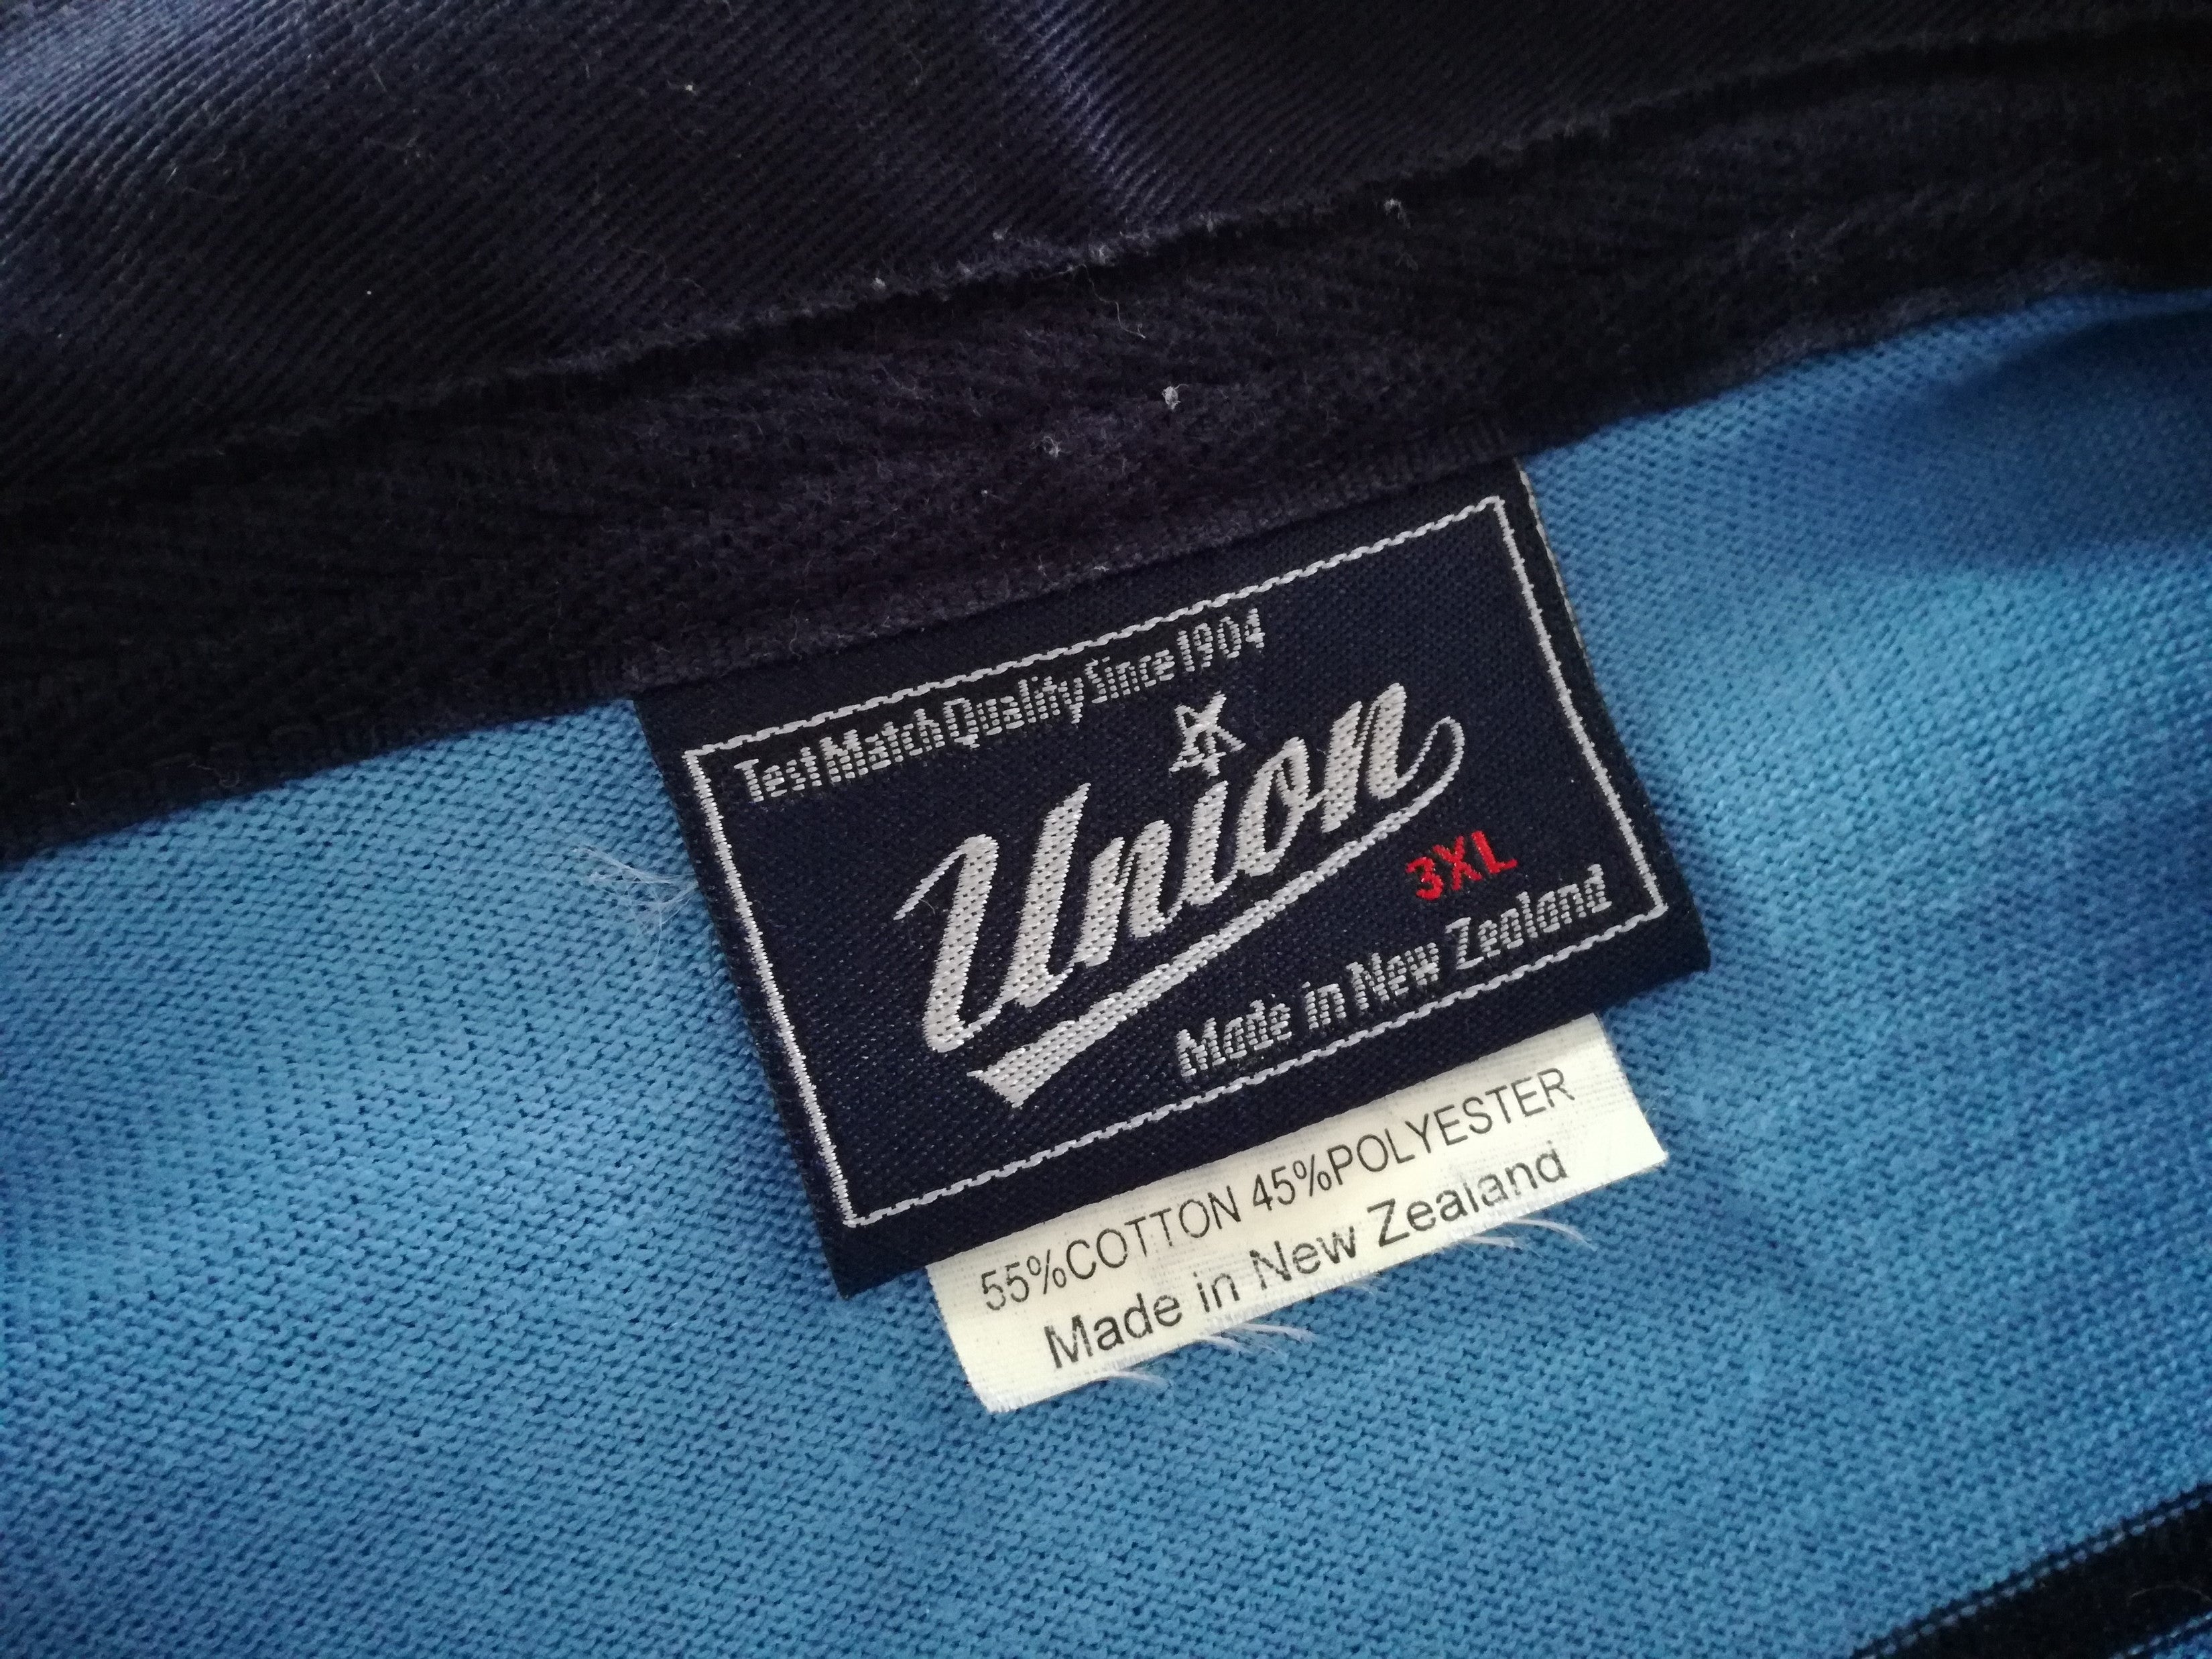 Test Match Quality Since 1904
Union
3XL
Made in New Zealand
55%COTTON 45%POLYESTER
Made in New Zealand